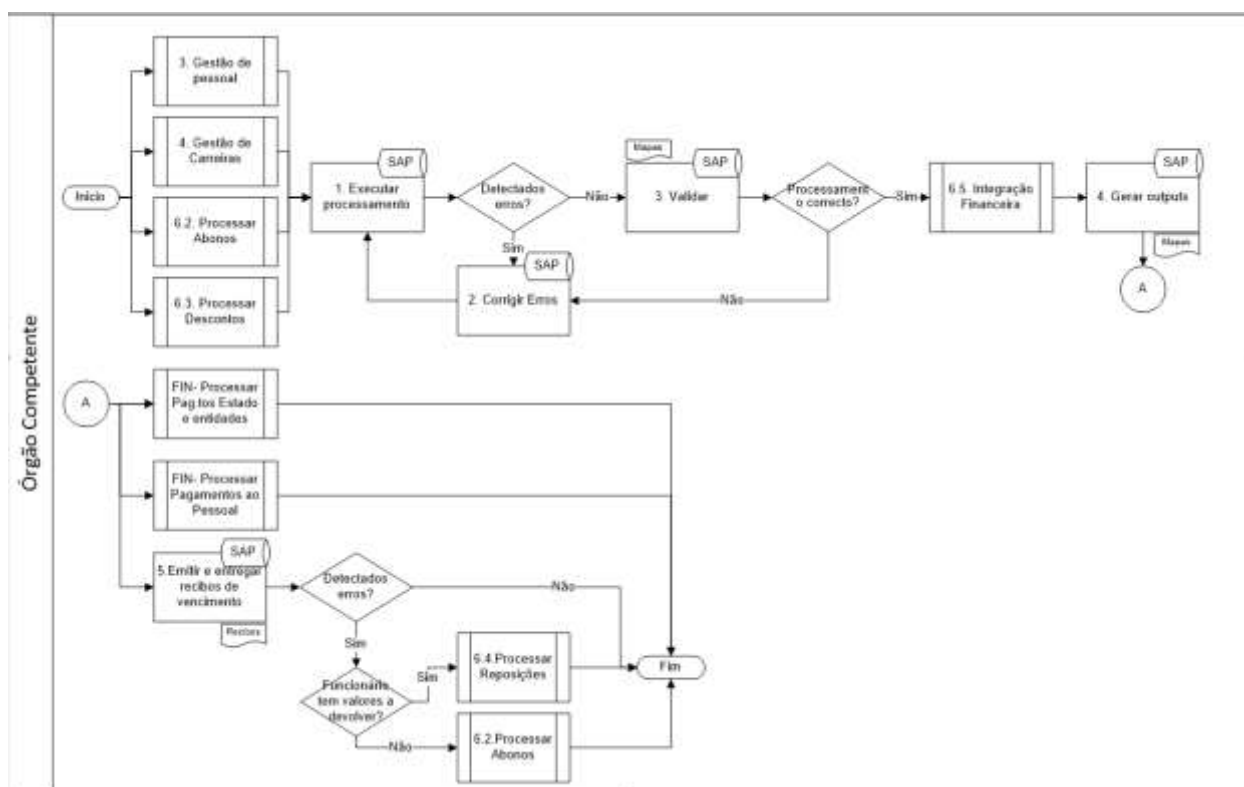 Órgão Competente
Início
3. Gestão de
pessoal
4. Gestão de
Carreiras
6.2. Processar
Abonos
6.3. Processar
Descontos
SAP
1. Executar
processamento
Detectados
erros?
Não
Sim
SAP
2. Corrigir Erros
Mapas
SAP
3. Validar
Processament
o correcto?
Sim
Não
6.5. Integração
Financeira
SAP
4. Gerar outputs
Mapas
A
A
FIN- Processar
Pag.tos Estado
e entidades
FIN- Processar
Pagamentos ao
Pessoal
SAP
5.Emitir e entregar
recibos de
vencimento
Recibos
Detectados
erros?
Não
Sim
Funcionário
tem valores a
devolver?
Sim
Não
6.4.Processar
Reposições
6.2.Processar
Abonos
Fim